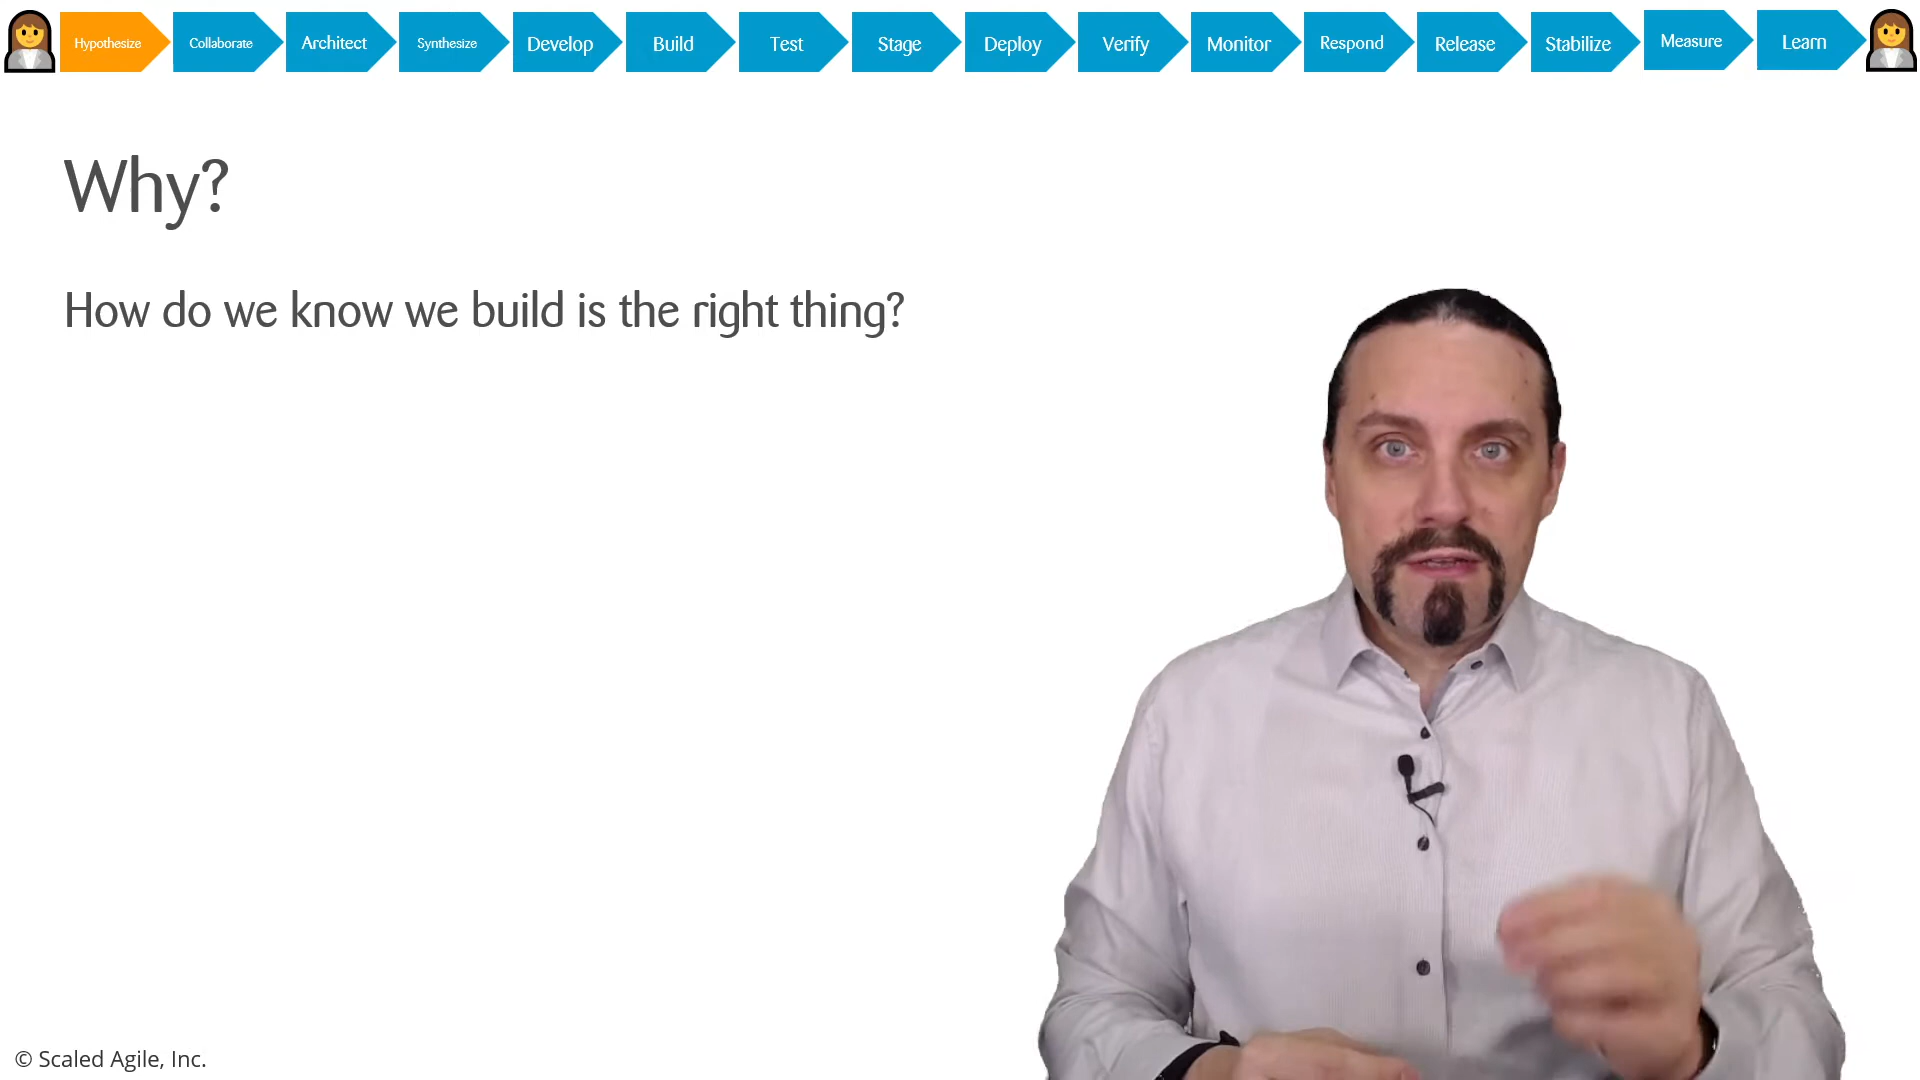 Hypothesize Collaborate Architect Synthesize Develop Build Test Stage Deploy Verify Monitor Respond Release Stabilize Measure Learn
Why?
How do we know we build is the right thing?
© Scaled Agile, Inc.